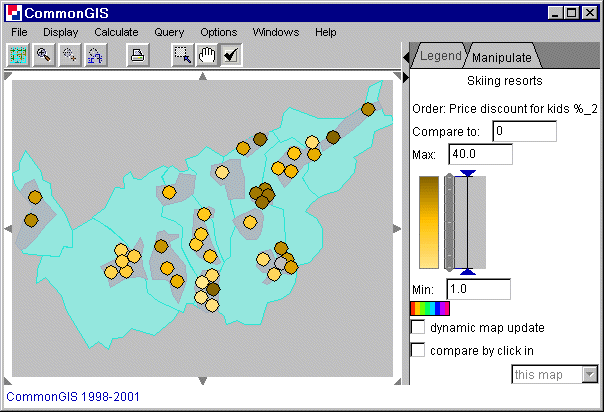 CommonGIS
File Display Calculate Query Options Windows Help
Legend Manipulate
Skiing resorts
Order: Price discount for kids %_2
Compare to: 0
Max: 40.0
Min: 1.0
dynamic map update
compare by click in
this map
CommonGIS 1998-2001